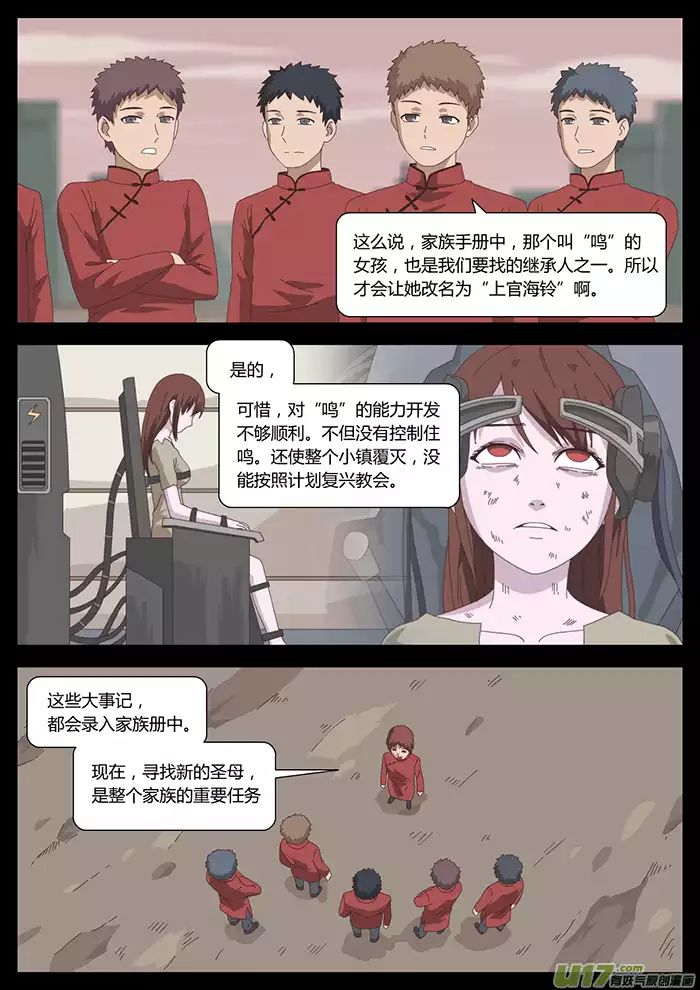 这么说，家族手册中，那个叫“鸣”的
女孩，也是我们要找的继承人之一。所以
才会让她改名为“上官海铃”啊。
是的，
可惜，对“鸣”的能力开发
不够顺利。不但没有控制住
鸣。还使整个小镇覆灭，没
能按照计划复兴教会。
这些大事记，
都会录入家族册中。
现在，寻找新的圣母，
是整个家族的重要任务
U17.com
有妖气原创漫画